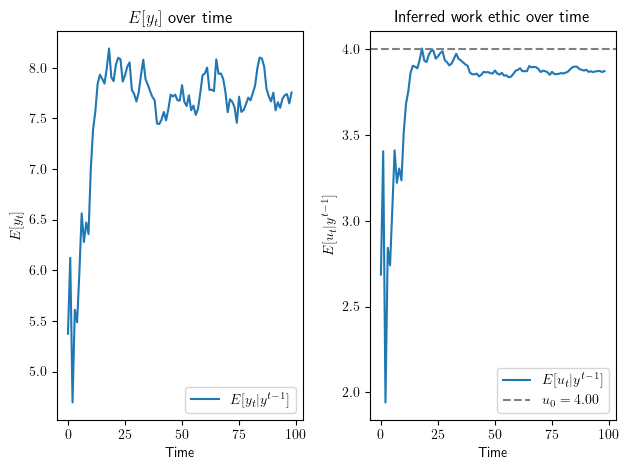 E[y_t] over time
8.0
7.5
7.0
6.5
6.0
5.5
5.0
E[y_t]
0
25
50
75
100
Time
E[y_t|y^{t−1}]
Inferred work ethic over time
4.0
3.5
3.0
2.5
2.0
E[u_t|y^{t−1}]
0
25
50
75
100
Time
E[u_t|y^{t−1}]
u_0 = 4.00